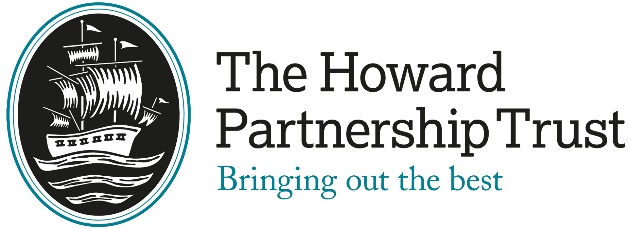 The Howard
Partnership Trust
Bringing out the best